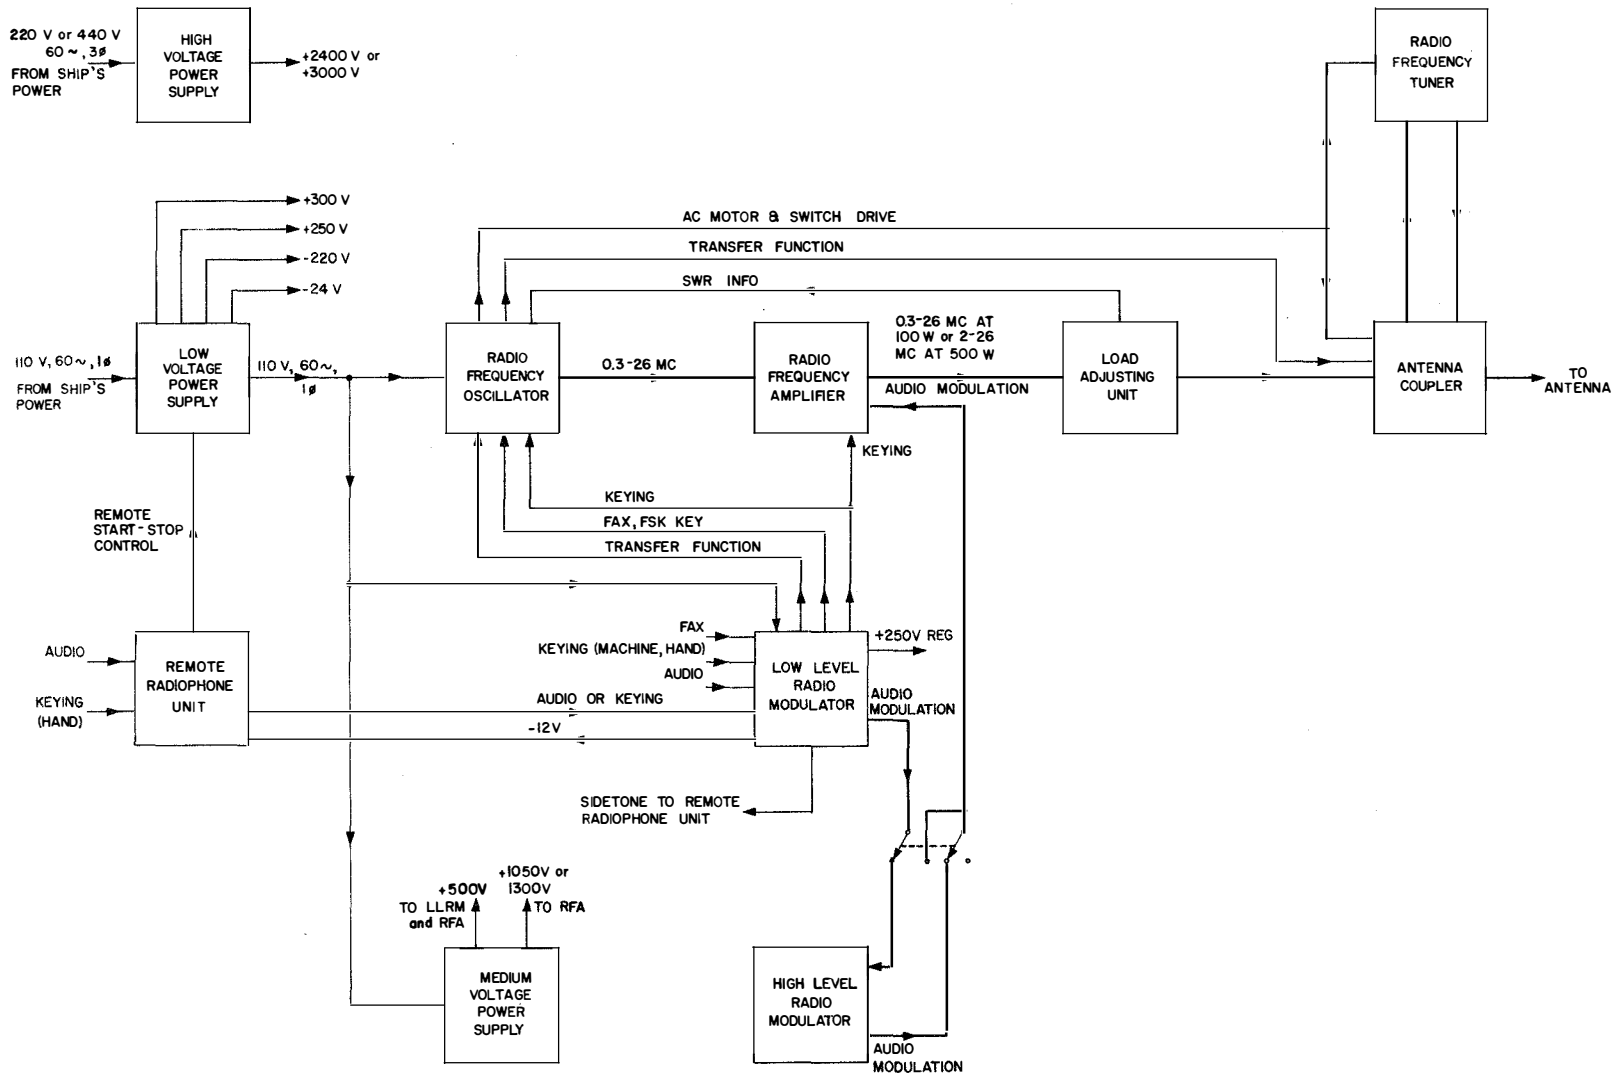 220 V or 440 V
60 ~, 3ø
FROM SHIP'S
POWER
HIGH
VOLTAGE
POWER
SUPPLY
+2400 V or
+3000 V
RADIO
FREQUENCY
TUNER
+300 V
+250 V
-220 V
-24 V
AC MOTOR & SWITCH DRIVE
TRANSFER FUNCTION
SWR INFO
110 V, 60 ~, 1ø
FROM SHIP'S
POWER
LOW
VOLTAGE
POWER
SUPPLY
110 V, 60 ~,
1ø
RADIO
FREQUENCY
OSCILLATOR
0.3-26 MC
RADIO
FREQUENCY
AMPLIFIER
0.3-26 MC AT
100 W or 2-26
MC AT 500 W
AUDIO MODULATION
LOAD
ADJUSTING
UNIT
ANTENNA
COUPLER
TO
ANTENNA
KEYING
KEYING
FAX, FSK KEY
TRANSFER FUNCTION
REMOTE
START-STOP
CONTROL
AUDIO
KEYING
(HAND)
REMOTE
RADIOPHONE
UNIT
FAX
KEYING (MACHINE, HAND)
AUDIO
AUDIO OR KEYING
-12V
LOW LEVEL
RADIO
MODULATOR
+250V REG
AUDIO
MODULATION
SIDETONE TO REMOTE
RADIOPHONE UNIT
+500V
TO LLRM
and RFA
+1050V or
1300V
TO RFA
MEDIUM
VOLTAGE
POWER
SUPPLY
HIGH LEVEL
RADIO
MODULATOR
AUDIO
MODULATION